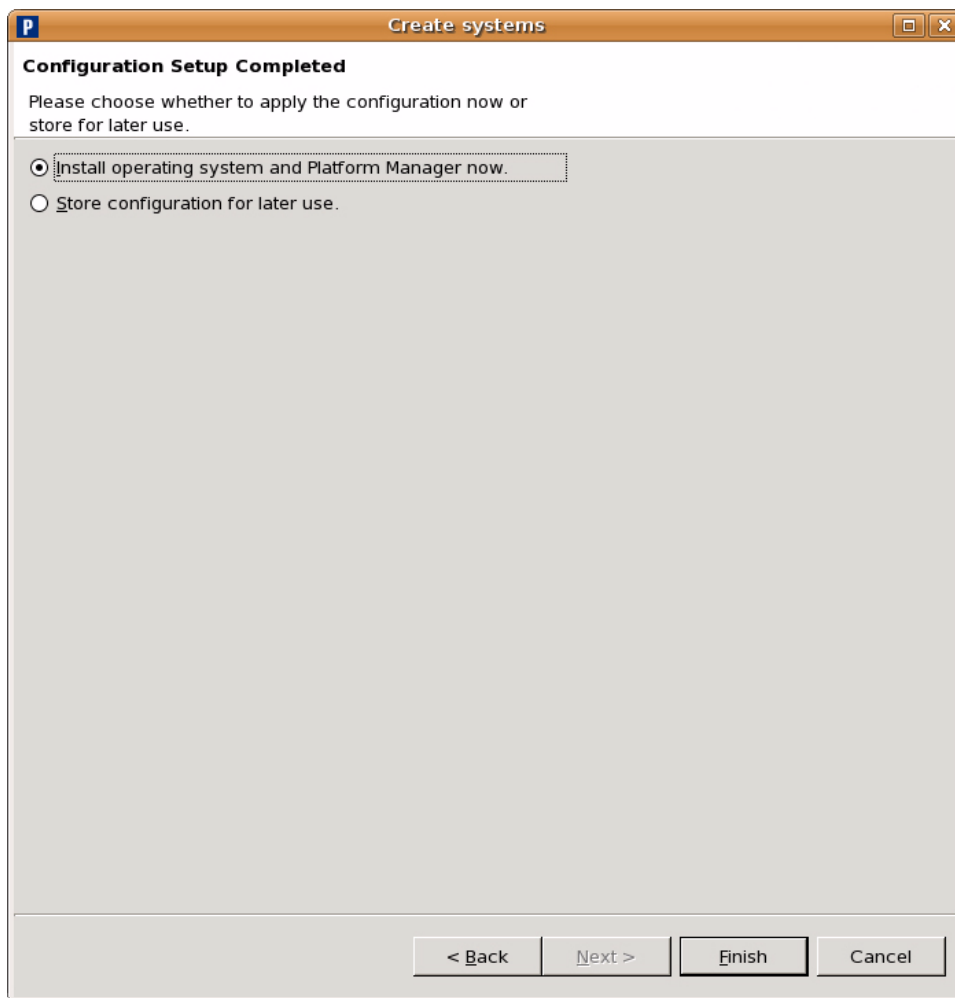 P Create systems
Configuration Setup Completed
Please choose whether to apply the configuration now or
store for later use.
Install operating system and Platform Manager now.
Store configuration for later use.
< Back Next > Finish Cancel